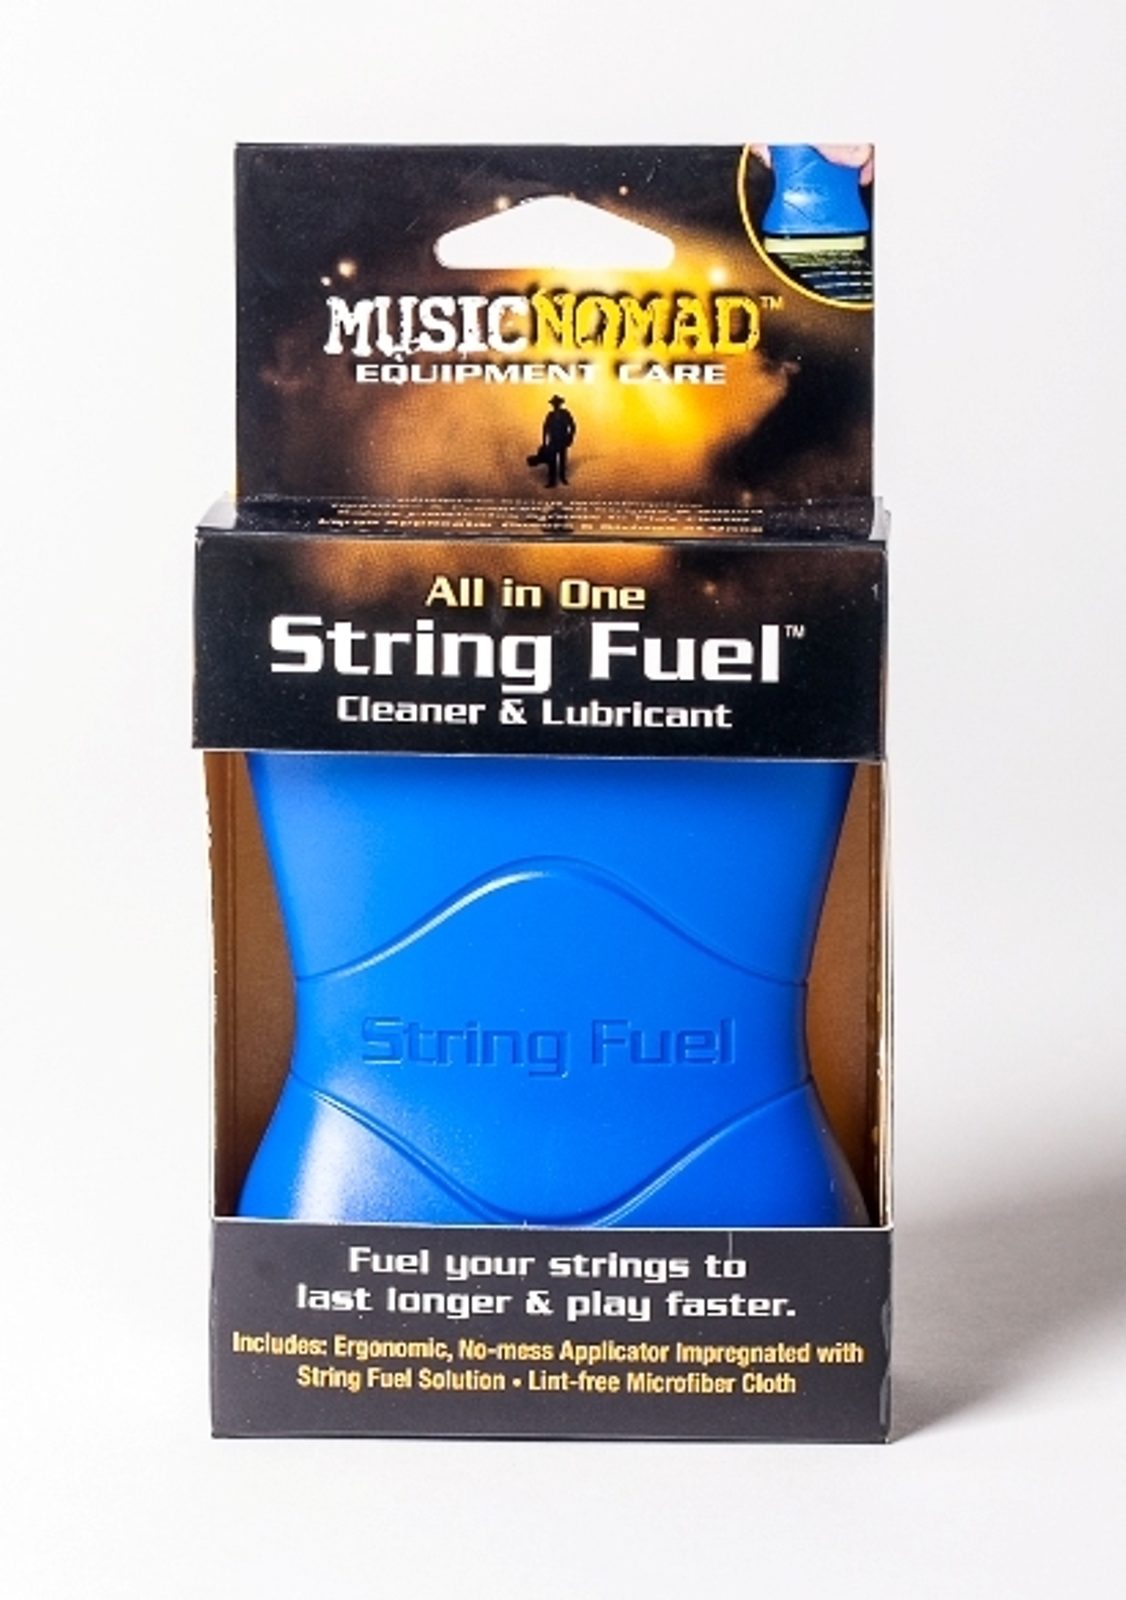 MUSICNOMAD™
EQUIPMENT CARE
All in One
String Fuel™
Cleaner & Lubricant
String Fuel
Fuel your strings to
last longer & play faster.
Includes: Ergonomic, No-mess Applicator Impregnated with
String Fuel Solution • Lint-free Microfiber Cloth